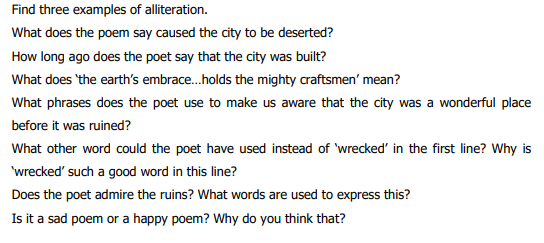 Find three examples of alliteration.
What does the poem say caused the city to be deserted?
How long ago does the poet say that the city was built?
What does ‘the earth’s embrace…holds the mighty craftsmen’ mean?
What phrases does the poet use to make us aware that the city was a wonderful place
before it was ruined?
What other word could the poet have used instead of ‘wrecked’ in the first line? Why is
‘wrecked’ such a good word in this line?
Does the poet admire the ruins? What words are used to express this?
Is it a sad poem or a happy poem? Why do you think that?